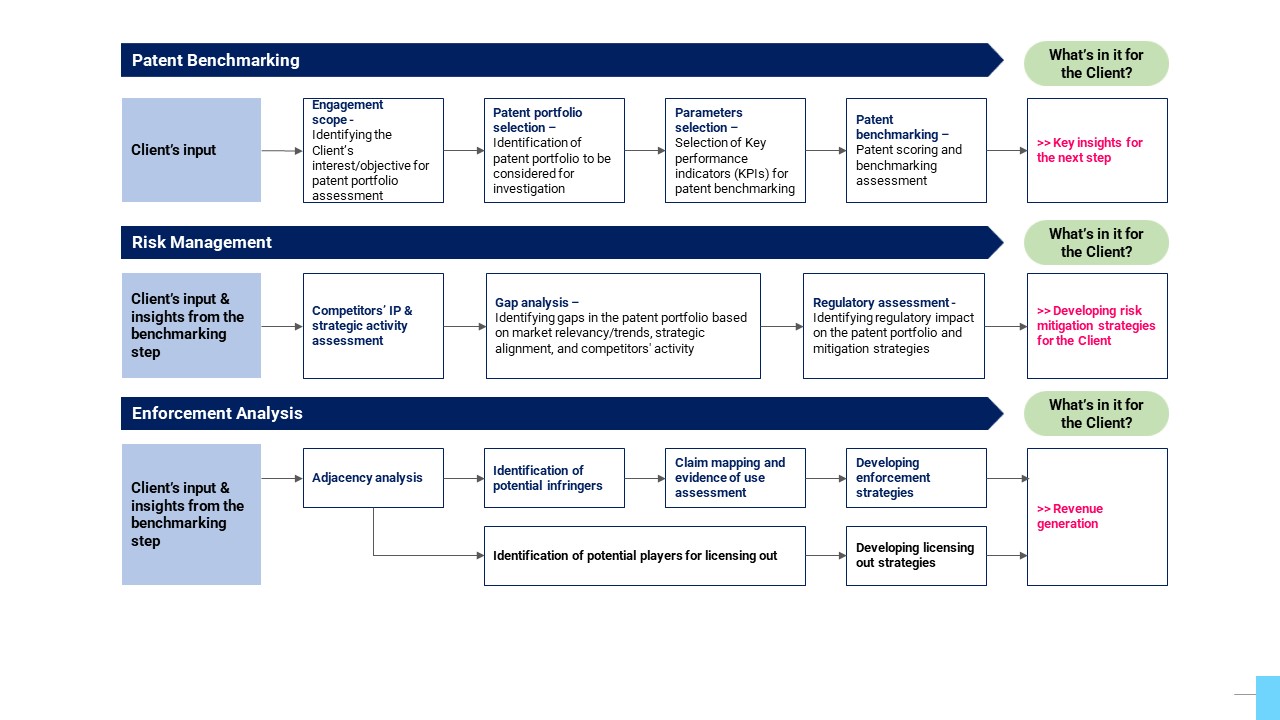 Patent Benchmarking
What's in it for
the Client?
Client's input
Engagement
scope -
Identifying the
Client's
interest/objective for
patent portfolio
assessment
Patent portfolio
selection –
Identification of
patent portfolio to be
considered for
investigation
Parameters
selection –
Selection of Key
performance
indicators (KPIs) for
patent benchmarking
Patent
benchmarking –
Patent scoring and
benchmarking
assessment
>> Key insights for
the next step
Risk Management
What's in it for
the Client?
Client's input &
insights from the
benchmarking
step
Competitors' IP &
strategic activity
assessment
Gap analysis –
Identifying gaps in the patent portfolio based
on market relevancy/trends, strategic
alignment, and competitors' activity
Regulatory assessment -
Identifying regulatory impact
on the patent portfolio and
mitigation strategies
>> Developing risk
mitigation strategies
for the Client
Enforcement Analysis
What's in it for
the Client?
Client's input &
insights from the
benchmarking
step
Adjacency analysis
Identification of
potential infringers
Claim mapping and
evidence of use
assessment
Developing
enforcement
strategies
>> Revenue
generation
Identification of potential players for licensing out
Developing licensing
out strategies